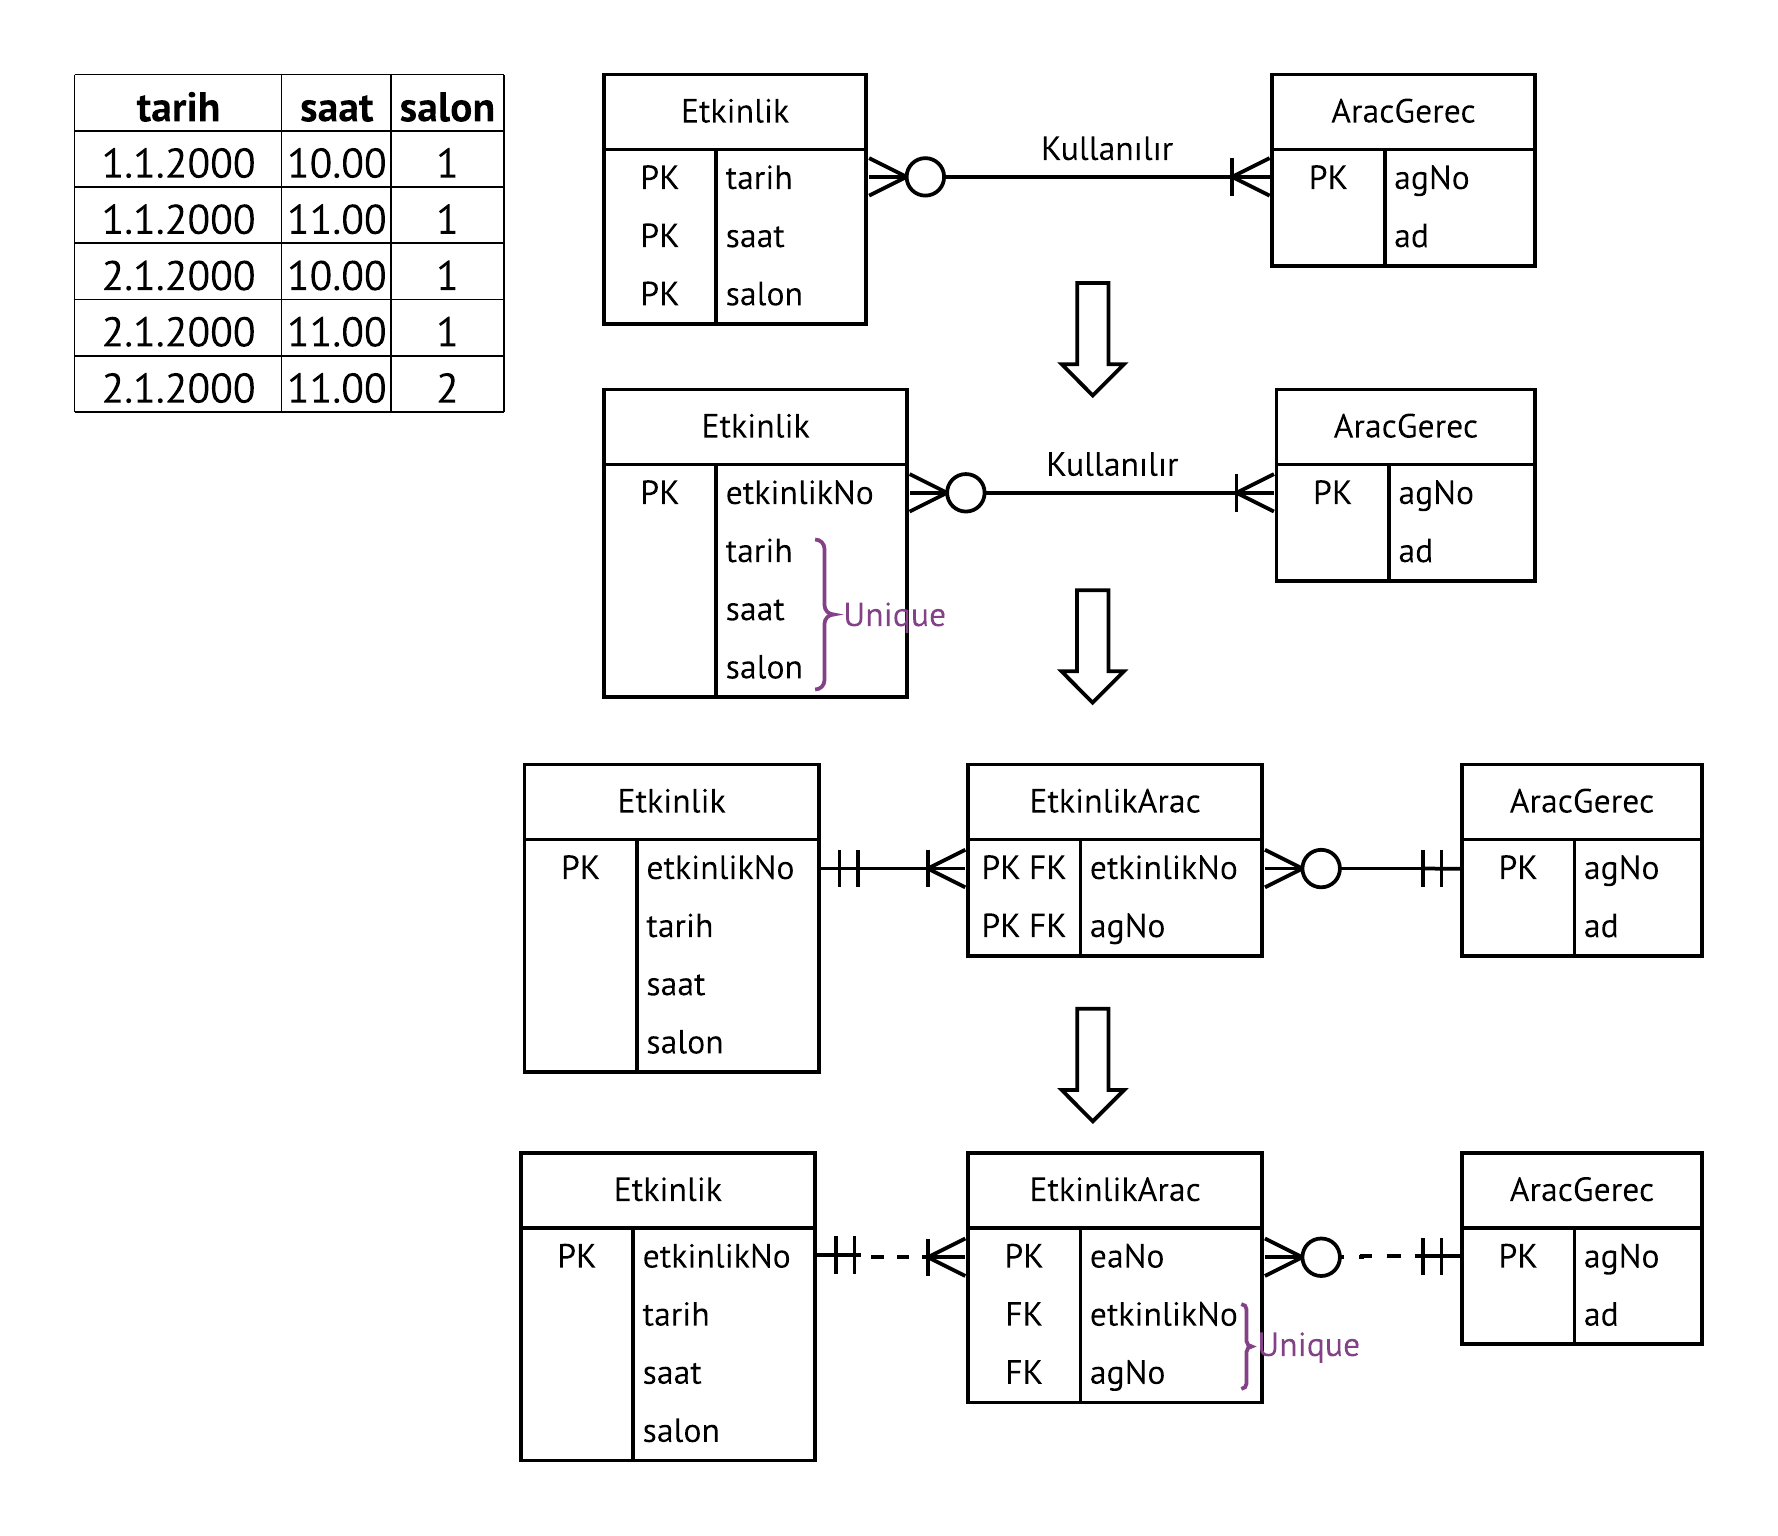 tarih saat salon
1.1.2000 10.00 1
1.1.2000 11.00 1
2.1.2000 10.00 1
2.1.2000 11.00 1
2.1.2000 11.00 2
Etkinlik
PK tarih
PK saat
PK salon
Kullanılır
AracGerec
PK agNo
ad
Etkinlik
PK etkinlikNo
tarih
saat
salon
Unique
Kullanılır
AracGerec
PK agNo
ad
Etkinlik
PK etkinlikNo
tarih
saat
salon
EtkinlikArac
PK FK etkinlikNo
PK FK agNo
AracGerec
PK agNo
ad
Etkinlik
PK etkinlikNo
tarih
saat
salon
EtkinlikArac
PK eaNo
FK etkinlikNo
FK agNo
Unique
AracGerec
PK agNo
ad